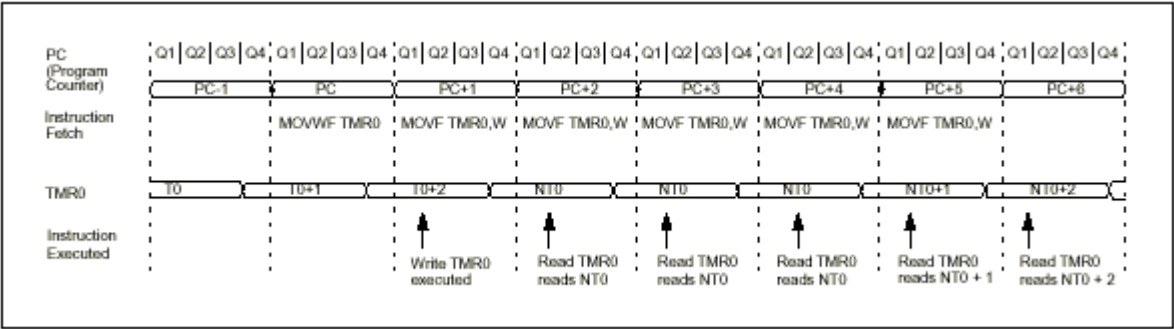 Q1 Q2 Q3 Q4 Q1 Q2 Q3 Q4 Q1 Q2 Q3 Q4 Q1 Q2 Q3 Q4 Q1 Q2 Q3 Q4 Q1 Q2 Q3 Q4 Q1 Q2 Q3 Q4 Q1 Q2 Q3 Q4
PC
(Program
Counter)
PC-1 PC PC+1 PC+2 PC+3 PC+4 PC+5 PC+6
Instruction
Fetch
MOVWF TMR0 MOVF TMR0,W MOVF TMR0,W MOVF TMR0,W MOVF TMR0,W MOVF TMR0,W
TMR0
T0 T0+1 T0+2 NT0 NT0 NT0 NT0+1 NT0+2
Instruction
Executed
Write TMR0
executed
Read TMR0
reads NT0
Read TMR0
reads NT0
Read TMR0
reads NT0
Read TMR0
reads NT0 + 1
Read TMR0
reads NT0 + 2